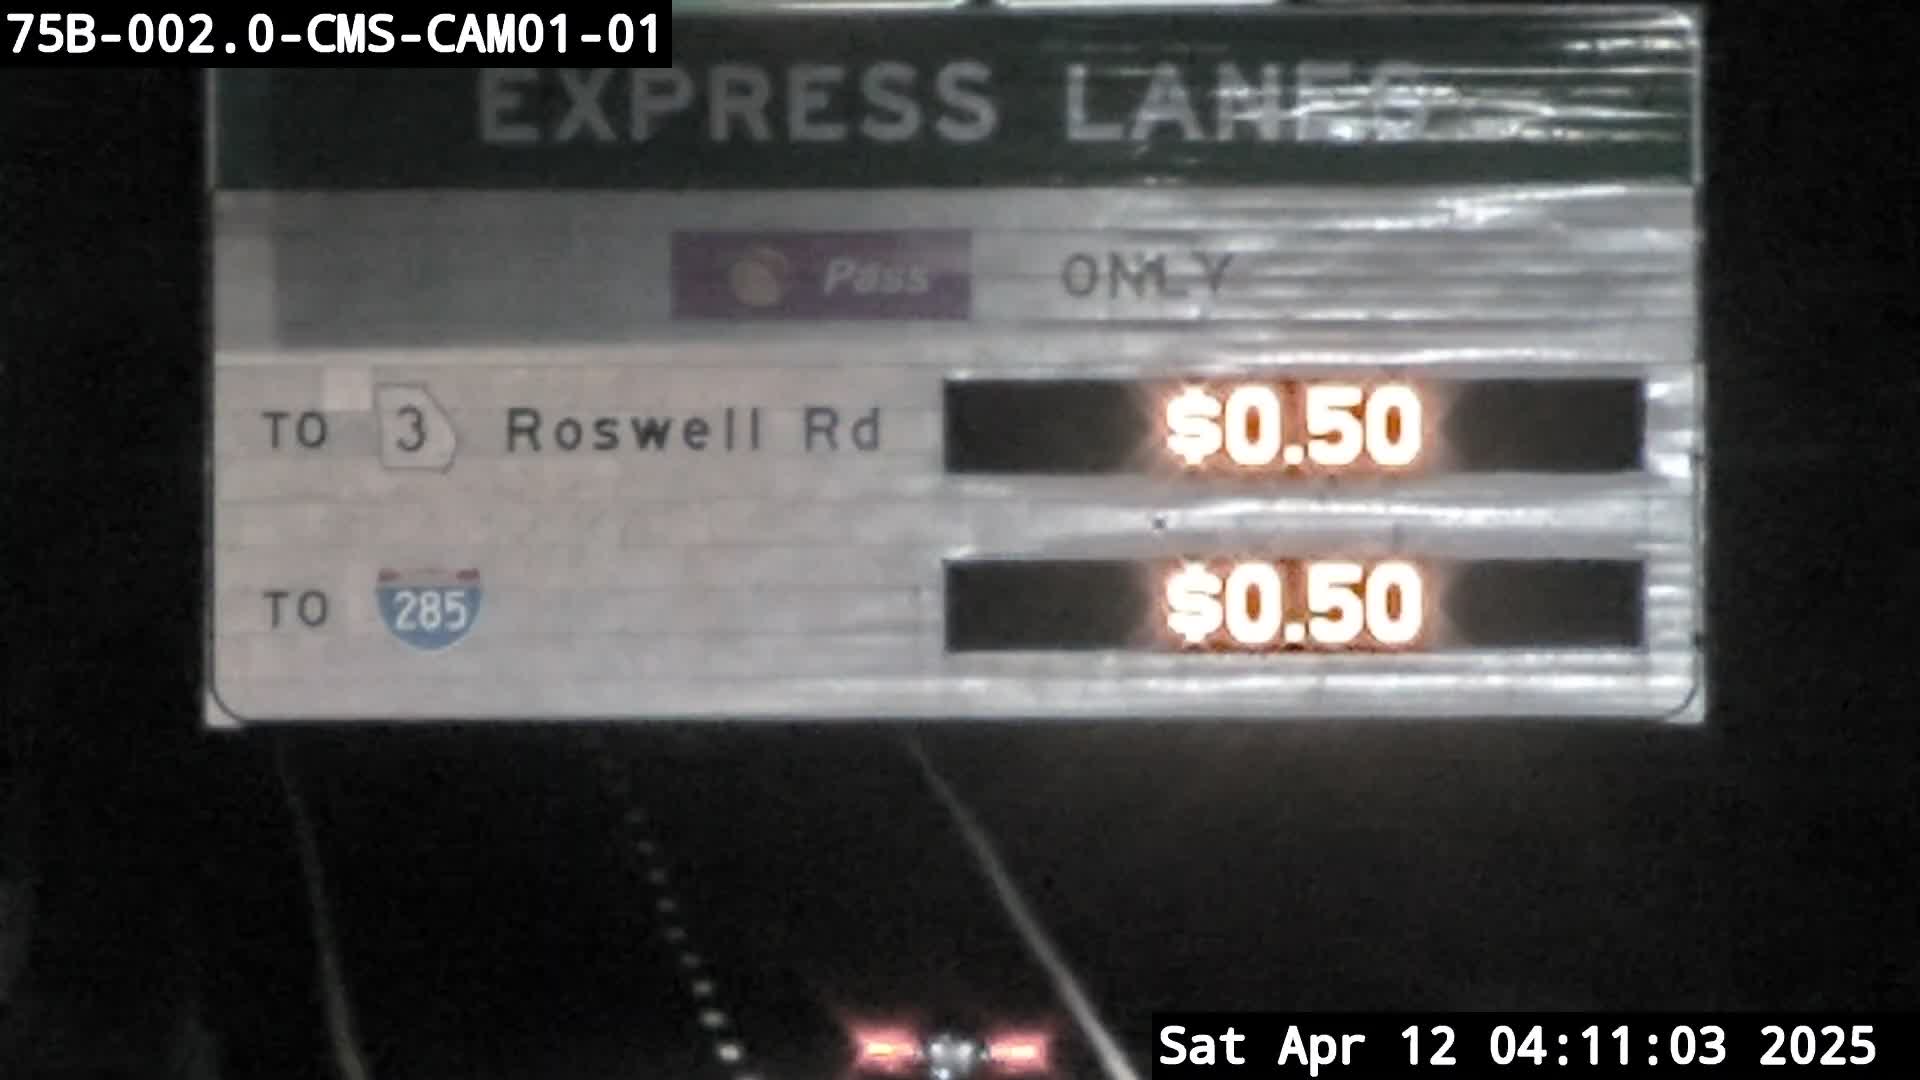 75B-002.0-CMS-CAM01-01
EXPRESS LANES
Pass ONLY
TO 3 Roswell Rd $0.50
TO 285 $0.50
Sat Apr 12 04:11:03 2025